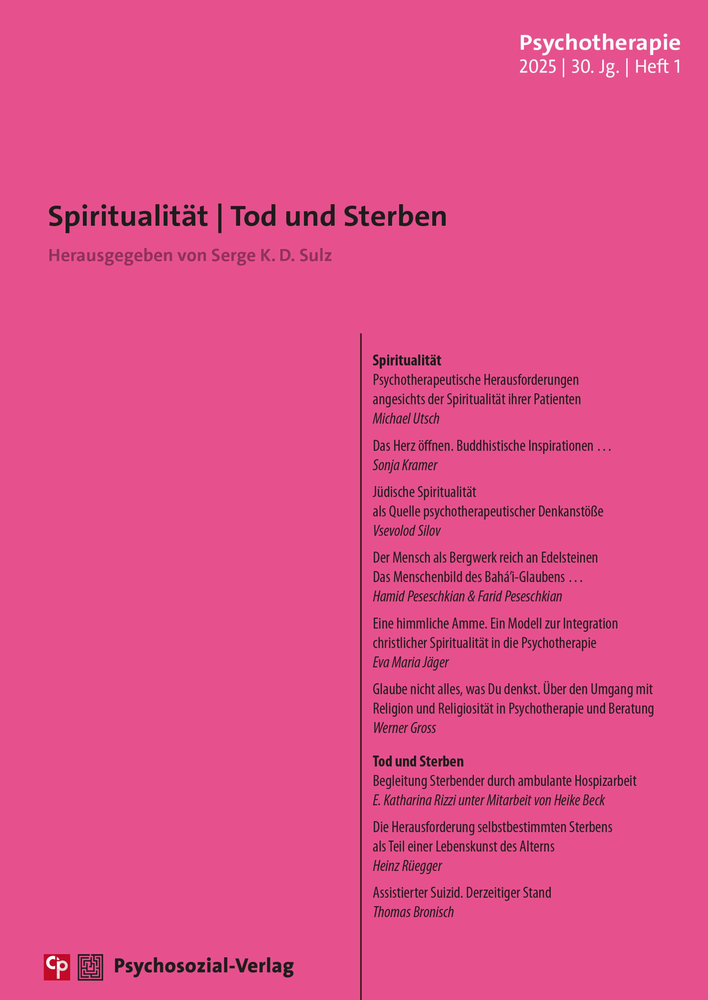 Psychotherapie
2025 | 30. Jg. | Heft 1
Spiritualität | Tod und Sterben
Herausgegeben von Serge K. D. Sulz
Spiritualität
Psychotherapeutische Herausforderungen
angesichts der Spiritualität ihrer Patienten
Michael Utsch
Das Herz öffnen. Buddhistische Inspirationen ...
Sonja Kramer
Jüdische Spiritualität
als Quelle psychotherapeutischer Denkanstöße
Vsevolod Silov
Der Mensch als Bergwerk reich an Edelsteinen
Das Menschenbild des Bahá’i-Glaubens ...
Hamid Peseschkian & Farid Peseschkian
Eine himmliche Amme. Ein Modell zur Integration
christlicher Spiritualität in die Psychotherapie
Eva Maria Jäger
Glaube nicht alles, was Du denkst. Über den Umgang mit
Religion und Religiosität in Psychotherapie und Beratung
Werner Gross
Tod und Sterben
Begleitung Sterbender durch ambulante Hospizarbeit
E. Katharina Rizzi unter Mitarbeit von Heike Beck
Die Herausforderung selbstbestimmten Sterbens
als Teil einer Lebenskunst des Alterns
Heinz Rüegger
Assistierter Suizid. Derzeitiger Stand
Thomas Bronisch
cip
Psychosozial-Verlag